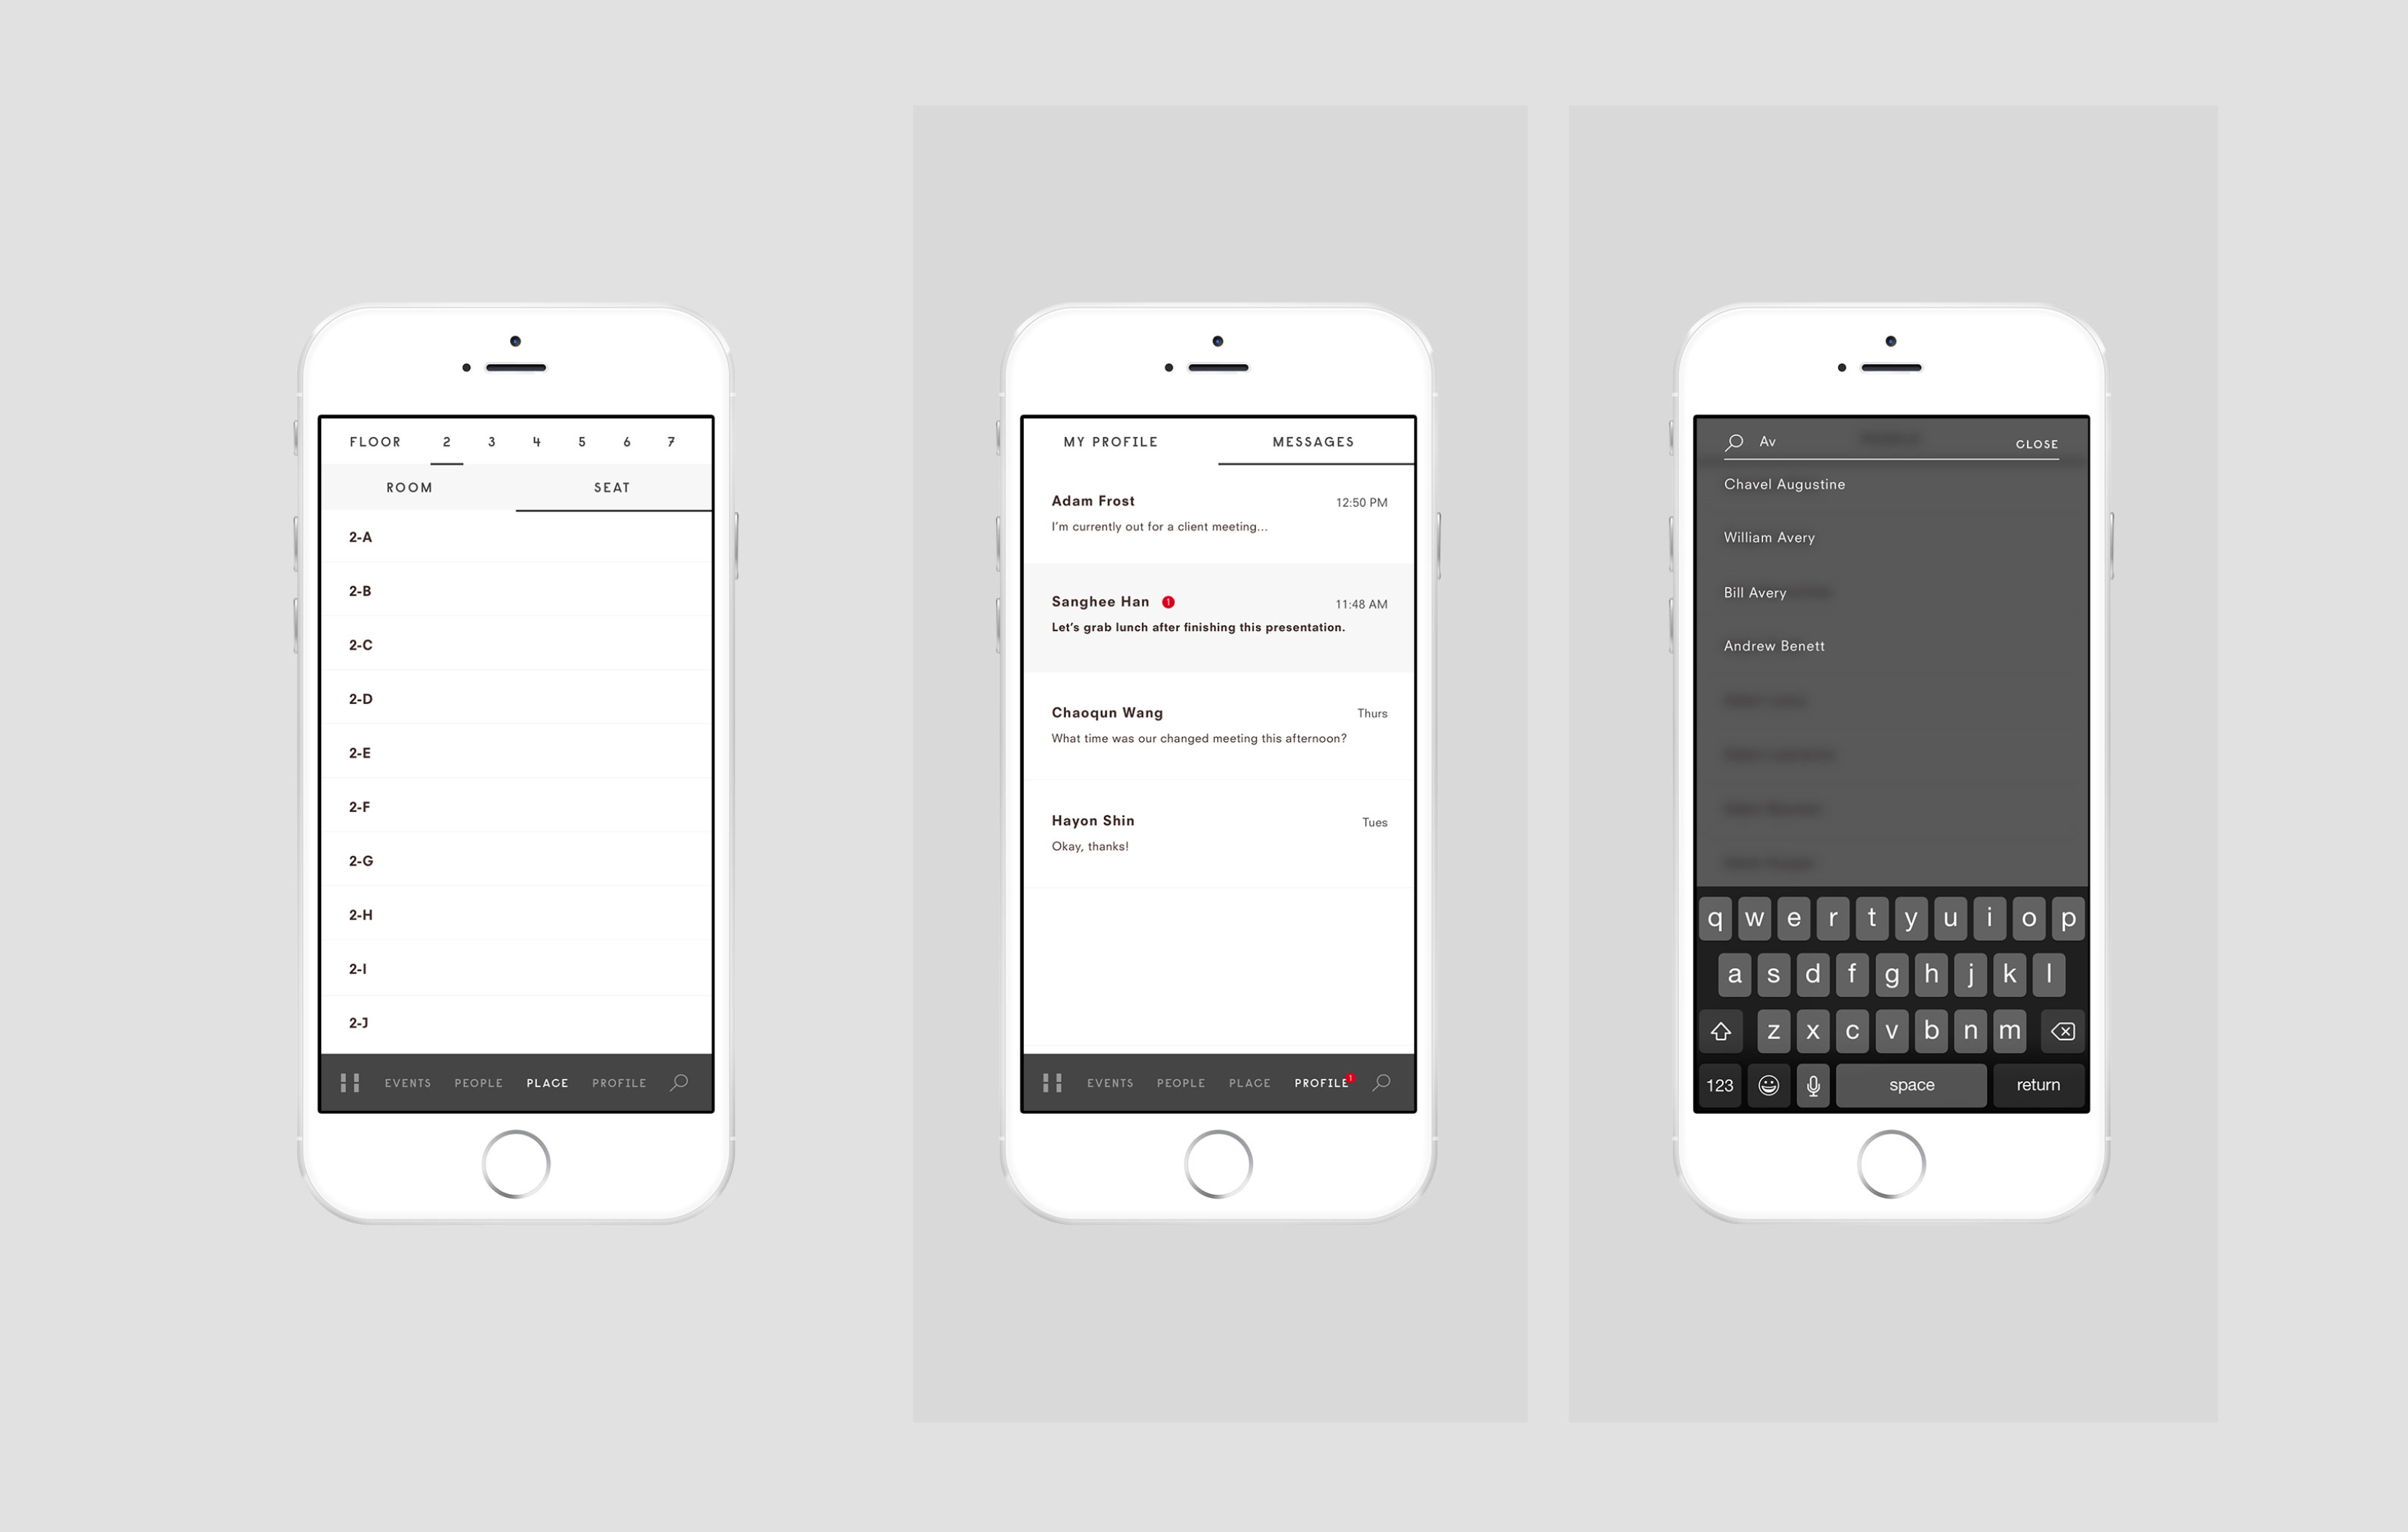 FLOOR 2 3 4 5 6 7
ROOM SEAT
2-A
2-B
2-C
2-D
2-E
2-F
2-G
2-H
2-I
2-J
EVENTS PEOPLE PLACE PROFILE
MY PROFILE MESSAGES
Adam Frost 12:50 PM
I'm currently out for a client meeting...
Sanghee Han 1 11:48 AM
Let's grab lunch after finishing this presentation.
Chaoqun Wang Thurs
What time was our changed meeting this afternoon?
Hayon Shin Tues
Okay, thanks!
EVENTS PEOPLE PLACE PROFILE 1
Av CLOSE
Chavel Augustine
William Avery
Bill Avery
Andrew Benett
q w e r t y u i o p
a s d f g h j k l
z x c v b n m
123 space return